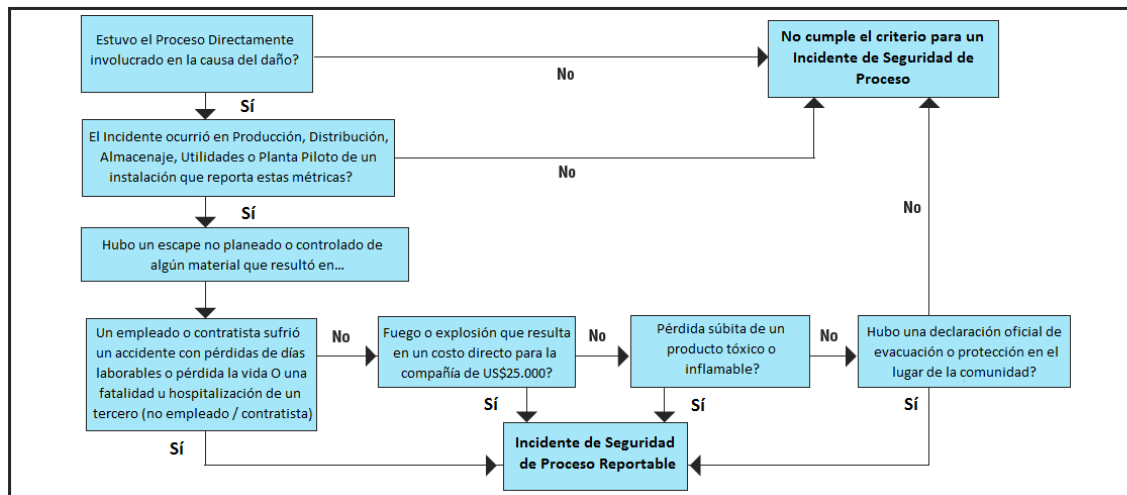 Estuvo el Proceso Directamente
involucrado en la causa del daño?
No
No cumple el criterio para un
Incidente de Seguridad de
Proceso
Sí
El Incidente ocurrió en Producción, Distribución,
Almacenaje, Utilidades o Planta Piloto de un
instalación que reporta estas métricas?
No
Sí
No
Hubo un escape no planeado o controlado de
algún material que resultó en...
Un empleado o contratista sufrió
un accidente con pérdidas de días
laborables o pérdida la vida O una
fatalidad u hospitalización de un
tercero (no empleado / contratista)
No
Fuego o explosión que resulta
en un costo directo para la
compañía de US$25.000?
No
Pérdida súbita de un
producto tóxico o
inflamable?
No
Hubo una declaración oficial de
evacuación o protección en el
lugar de la comunidad?
Sí
Sí
Sí
Sí
Incidente de Seguridad
de Proceso Reportable